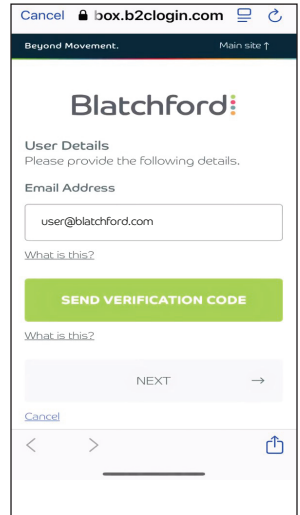 Cancel box.b2clogin.com
Beyond Movement. Main site ↑
Blatchford
User Details
Please provide the following details.
Email Address
user@blatchford.com
What is this?
SEND VERIFICATION CODE
What is this?
NEXT →
Cancel